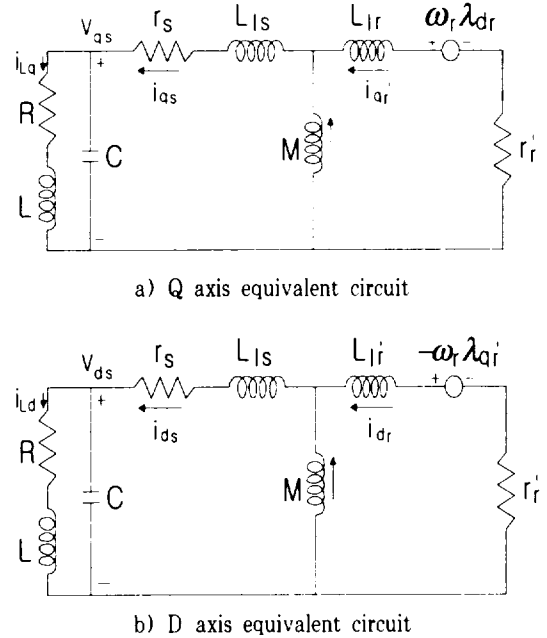 V_qs r_s L_ls L_lr ω_r λ_dr
+ -
i_Lq + i_qs i_qr'
R
C M r_r'
L
-
a) Q axis equivalent circuit
V_ds r_s L_ls L_lr' -ω_r λ_qr'
+ -
i_Ld + i_ds i_dr
R
C M r_r'
L
-
b) D axis equivalent circuit